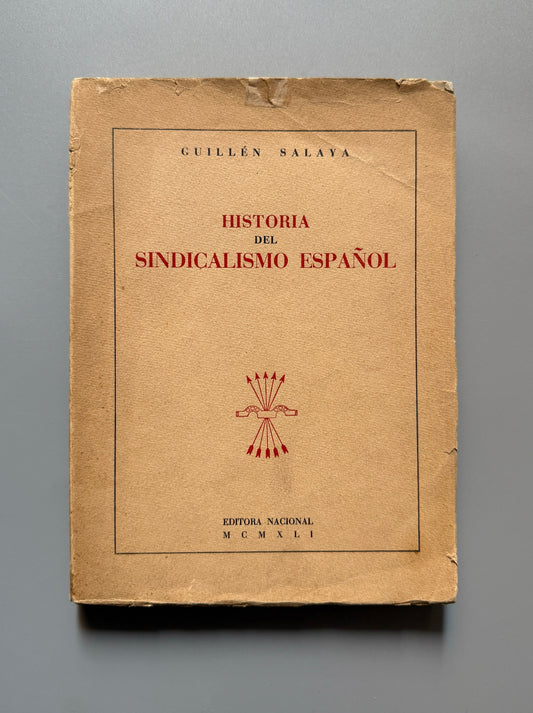 GUILLÉN SALAYA
HISTORIA
DEL
SINDICALISMO ESPAÑOL
EDITORA NACIONAL
MCMXLI